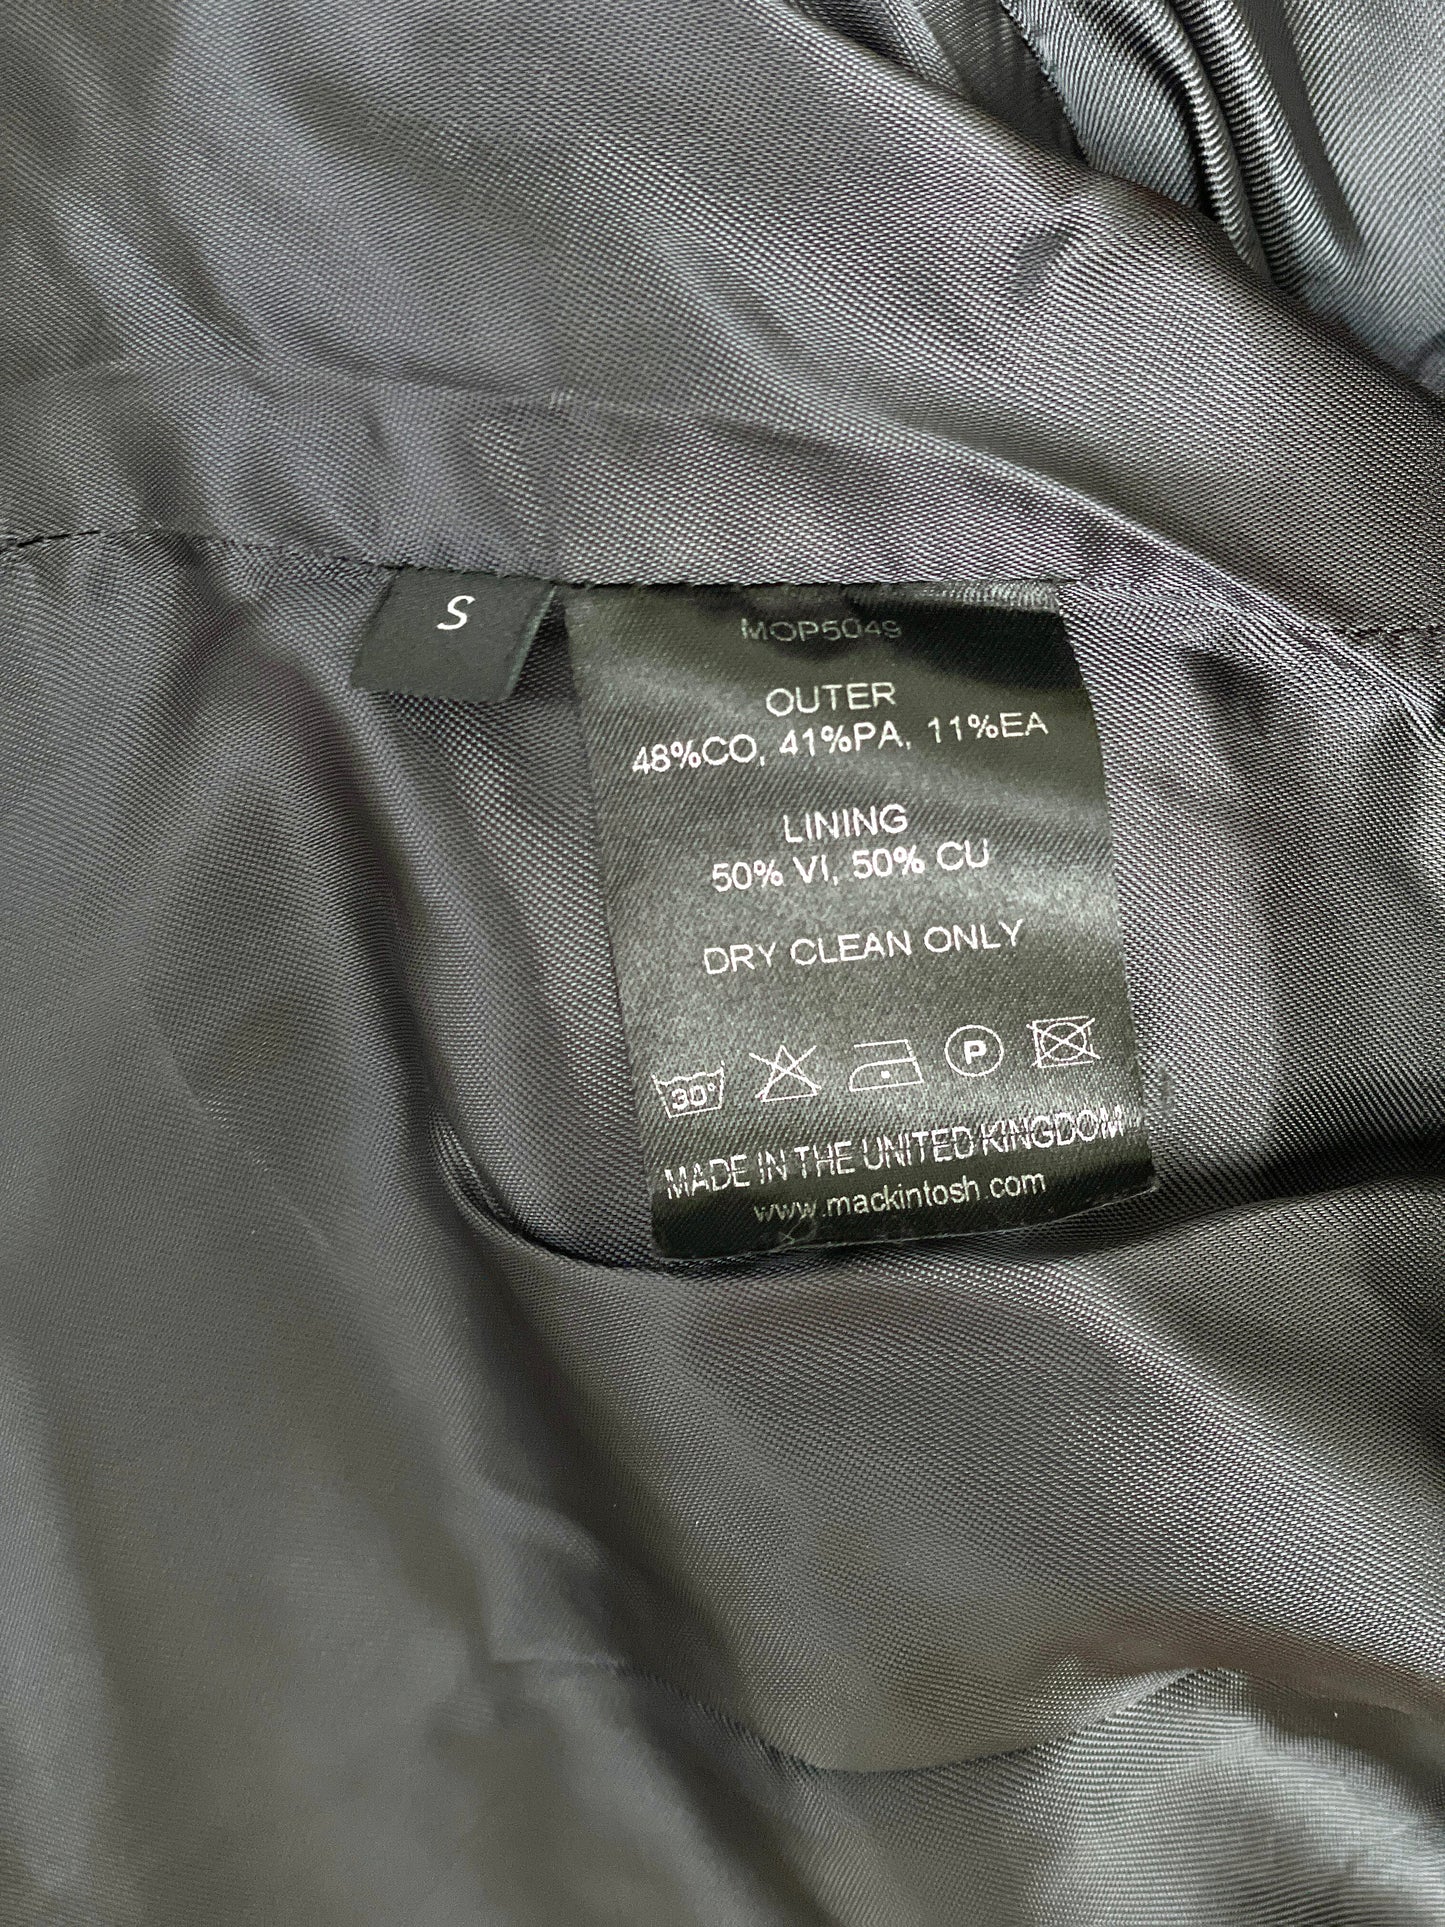 S
MOP5049
OUTER
48%CO, 41%PA, 11%EA
LINING
50% VI, 50% CU
DRY CLEAN ONLY
30° P
MADE IN THE UNITED KINGDOM
www.mackintosh.com